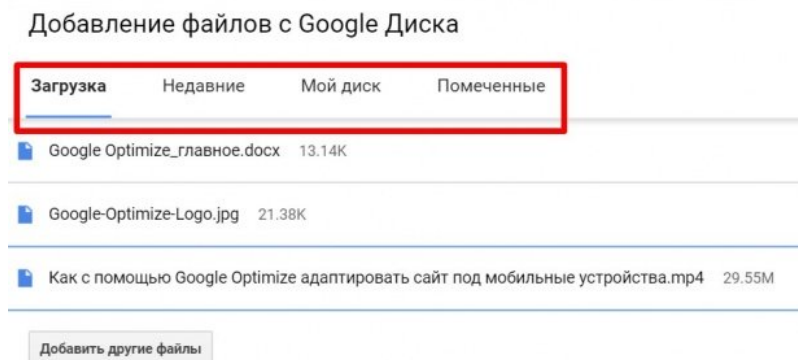 Добавление файлов с Google Диска
Загрузка Недавние Мой диск Помеченные
Google Optimize_главное.docx 13.14K
Google-Optimize-Logo.jpg 21.38K
Как с помощью Google Optimize адаптировать сайт под мобильные устройства.mp4 29.55M
Добавить другие файлы